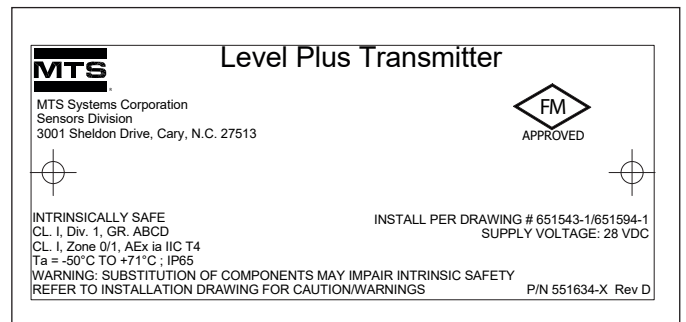 Level Plus Transmitter
MTS
MTS Systems Corporation
Sensors Division
3001 Sheldon Drive, Cary, N.C. 27513
FM
APPROVED
INTRINSICALLY SAFE
CL. I, Div. 1, GR. ABCD
CL. I, Zone 0/1, AEx ia IIC T4
Ta = -50°C TO +71°C ; IP65
INSTALL PER DRAWING # 651543-1/651594-1
SUPPLY VOLTAGE: 28 VDC
WARNING: SUBSTITUTION OF COMPONENTS MAY IMPAIR INTRINSIC SAFETY
REFER TO INSTALLATION DRAWING FOR CAUTION/WARNINGS
P/N 551634-X Rev D